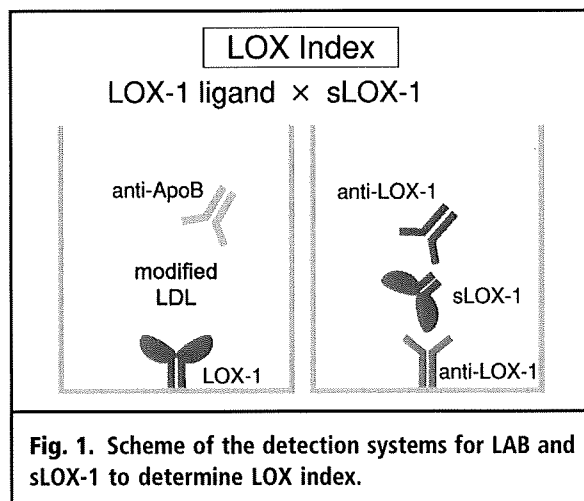 LOX Index
LOX-1 ligand × sLOX-1
anti-ApoB
modified
LDL
LOX-1
anti-LOX-1
sLOX-1
anti-LOX-1
Fig. 1. Scheme of the detection systems for LAB and
sLOX-1 to determine LOX index.